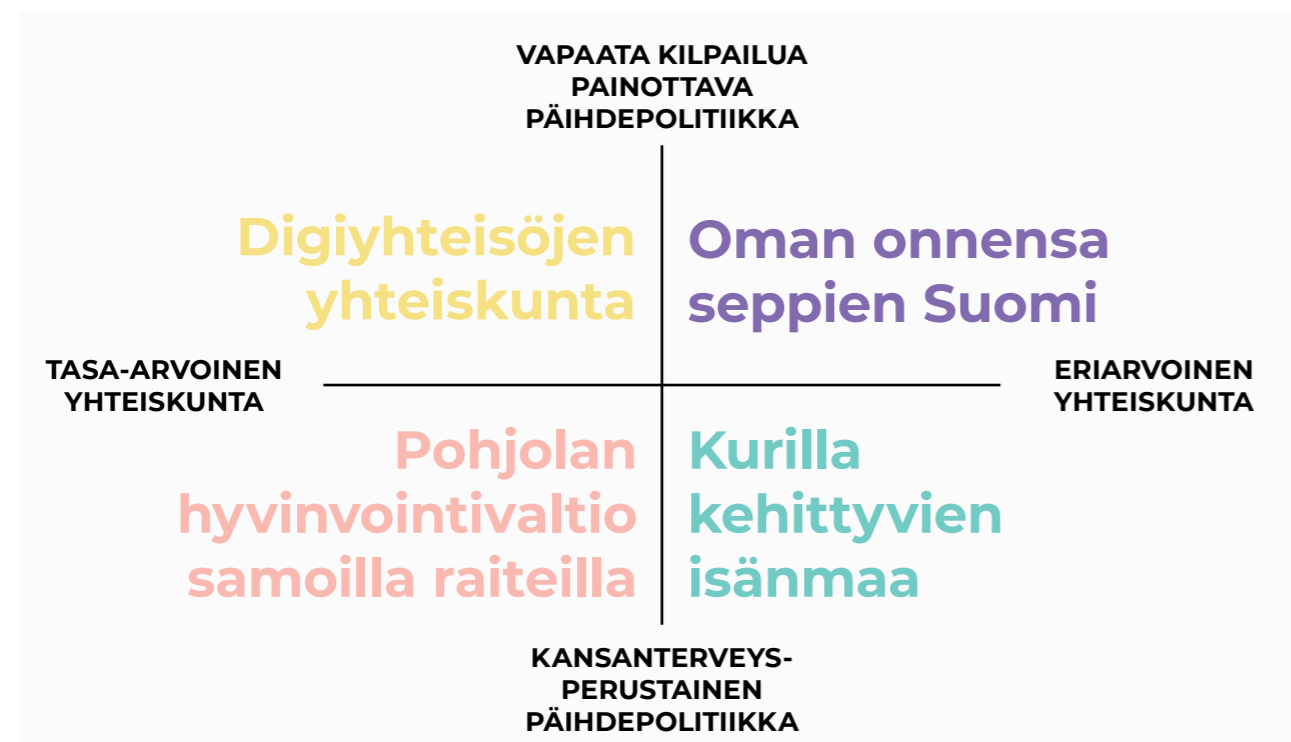 VAPAATA KILPAILUA
PAINOTTAVA
PÄIHDEPOLITIIKKA
Digiyhteisöjen
yhteiskunta
Oman onnensa
seppien Suomi
TASA-ARVOINEN
YHTEISKUNTA
ERIARVOINEN
YHTEISKUNTA
Pohjolan
hyvinvointivaltio
samoilla raiteilla
Kurilla
kehittyvien
isänmaa
KANSANTERVEYS-
PERUSTAINEN
PÄIHDEPOLITIIKKA